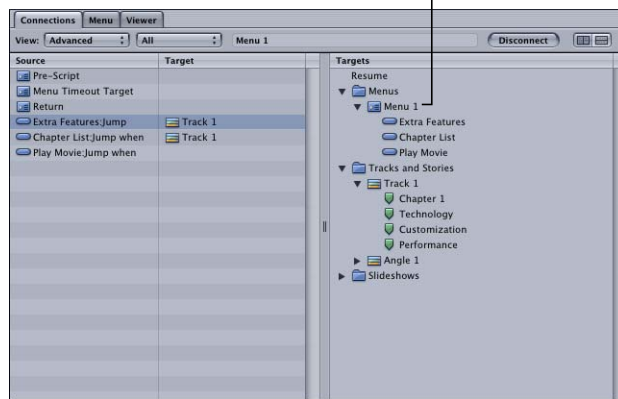 Connections Menu Viewer
View: Advanced All Menu 1 Disconnect
Source Target Targets
Pre-Script
Menu Timeout Target
Return
Extra Features:Jump Track 1
Chapter List:Jump when Track 1
Play Movie:Jump when
Resume
Menus
Menu 1
Extra Features
Chapter List
Play Movie
Tracks and Stories
Track 1
Chapter 1
Technology
Customization
Performance
Angle 1
Slideshows